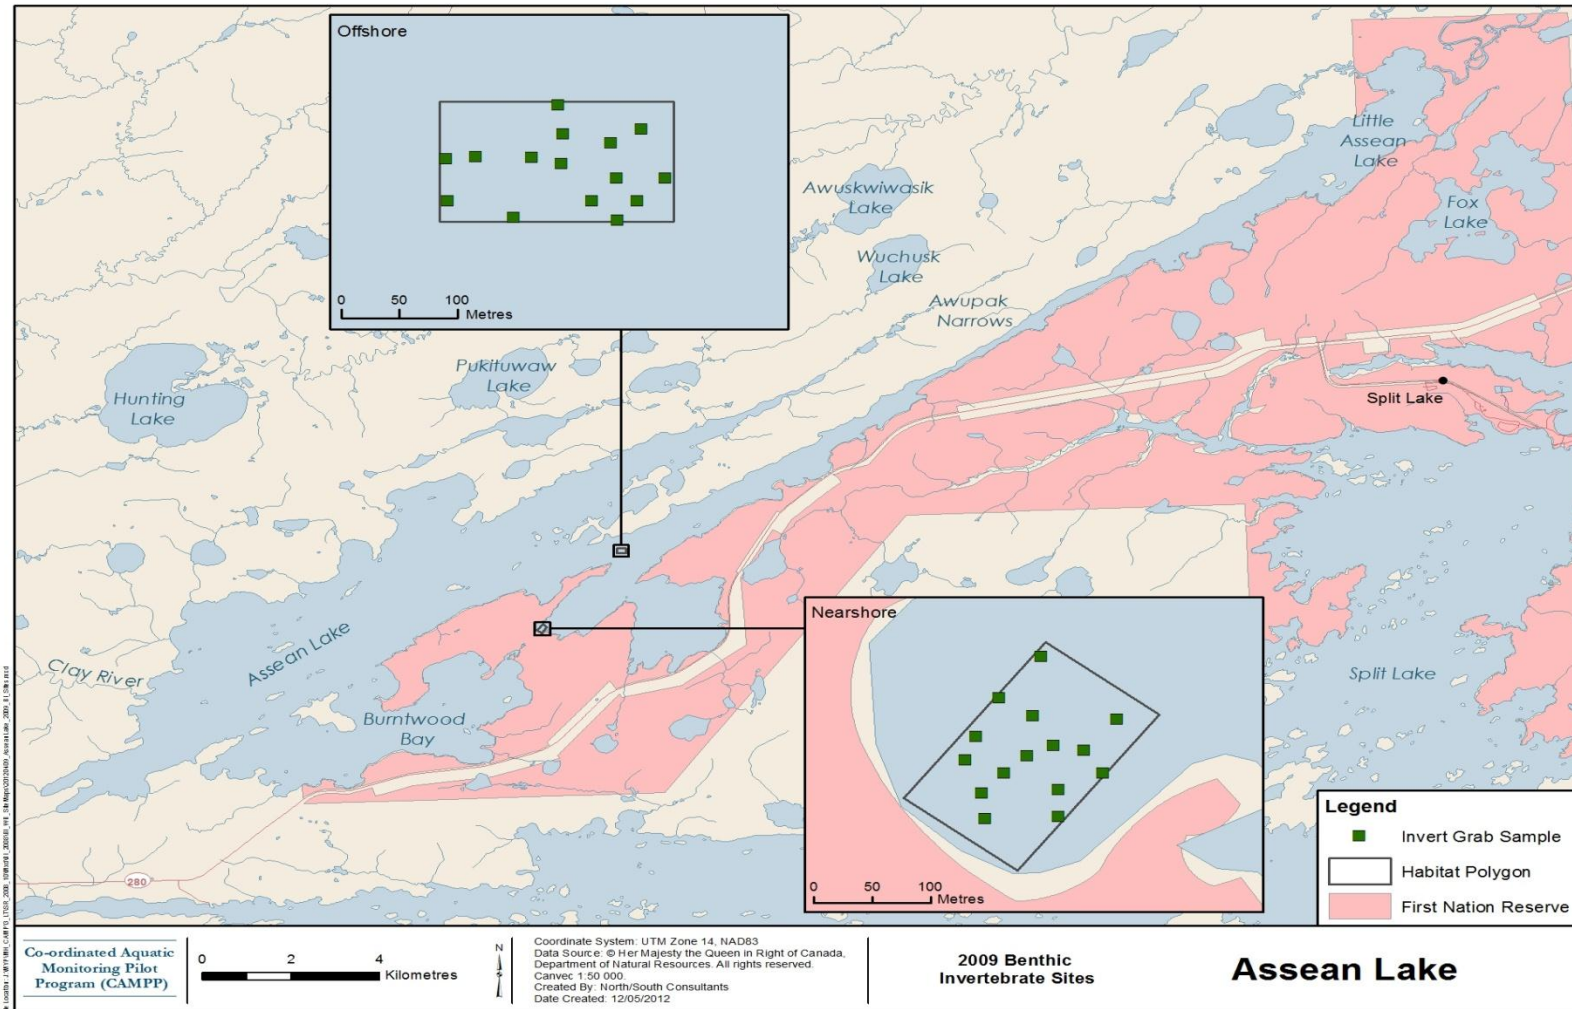 Offshore
0 50 100
Metres
Little
Assean
Lake
Awuskwiwasik
Lake
Fox
Lake
Wuchusk
Lake
Awupak
Narrows
Pukituwaw
Lake
Hunting
Lake
Split Lake
Nearshore
0 50 100
Metres
Assean Lake
Clay River
Burntwood
Bay
Split Lake
280
Legend
Invert Grab Sample
Habitat Polygon
First Nation Reserve
Co-ordinated Aquatic
Monitoring Pilot
Program (CAMPP)
0 2 4
Kilometres
N
Coordinate System: UTM Zone 14, NAD83
Data Source: © Her Majesty the Queen in Right of Canada,
Department of Natural Resources. All rights reserved.
Canvec 1:50 000.
Created By: North/South Consultants
Date Created: 12/05/2012
2009 Benthic
Invertebrate Sites
Assean Lake